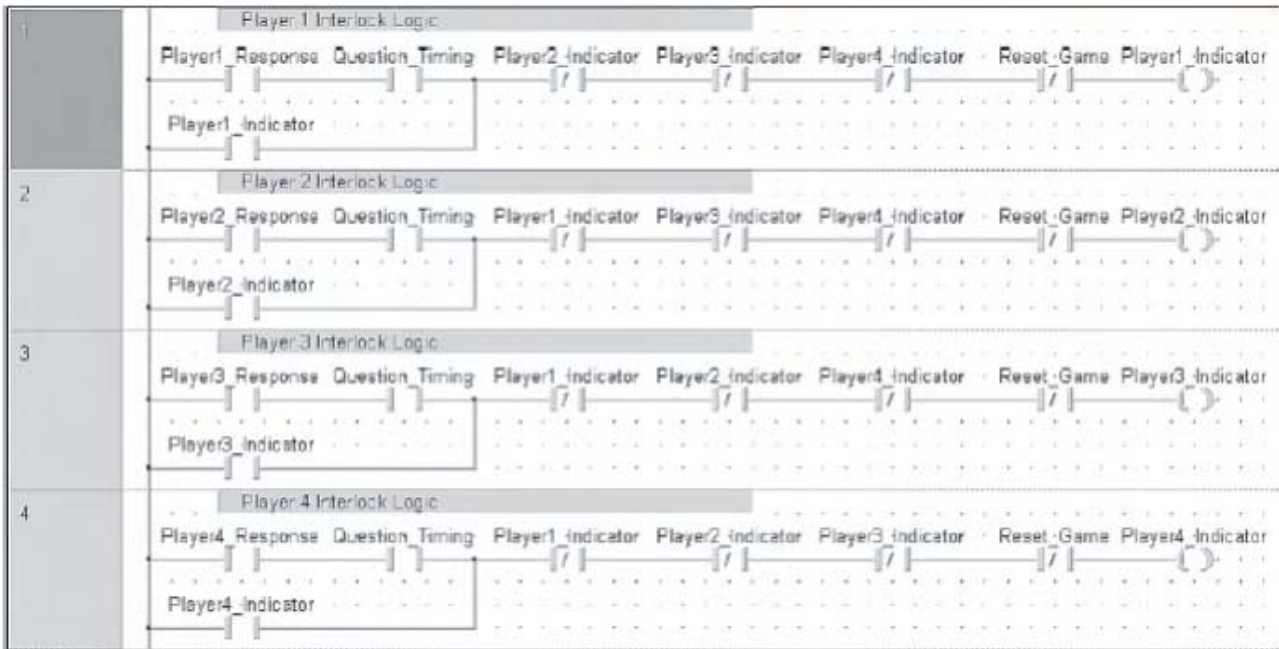 1
Player 1 Interlock Logic
Player1_Response Question_Timing Player2_Indicator Player3_Indicator Player4_Indicator Reset_Game Player1_Indicator
Player1_Indicator
2
Player 2 Interlock Logic
Player2_Response Question_Timing Player1_Indicator Player3_Indicator Player4_Indicator Reset_Game Player2_Indicator
Player2_Indicator
3
Player 3 Interlock Logic
Player3_Response Question_Timing Player1_Indicator Player2_Indicator Player4_Indicator Reset_Game Player3_Indicator
Player3_Indicator
4
Player 4 Interlock Logic
Player4_Response Question_Timing Player1_Indicator Player2_Indicator Player3_Indicator Reset_Game Player4_Indicator
Player4_Indicator